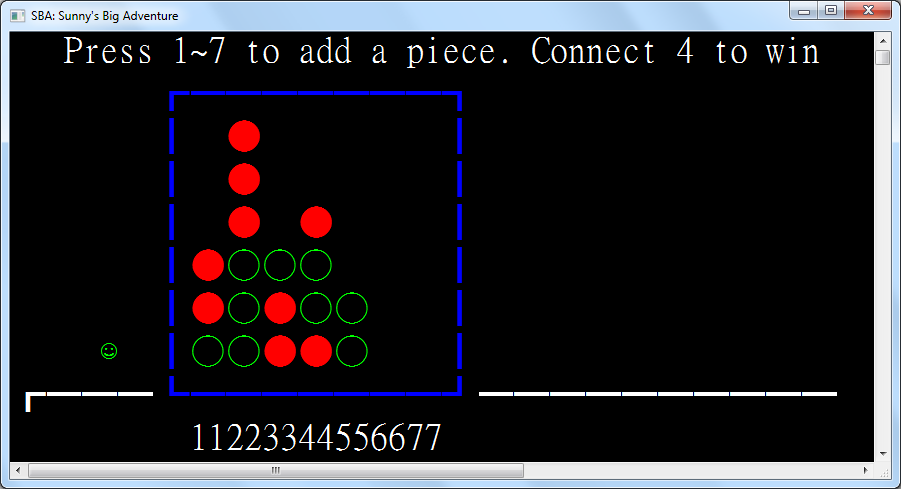 SBA: Sunny's Big Adventure
Press 1~7 to add a piece. Connect 4 to win
11223344556677